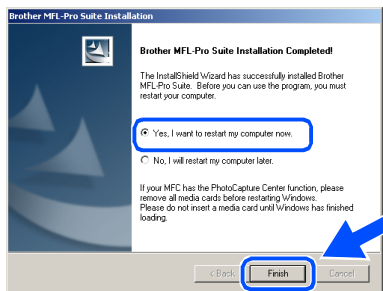 Brother MFL-Pro Suite Installation
Brother MFL-Pro Suite Installation Completed!
The InstallShield Wizard has successfully installed Brother
MFL-Pro Suite. Before you can use the program, you must
restart your computer.
Yes, I want to restart my computer now.
No, I will restart my computer later.
If your MFC has the PhotoCapture Center function, please
remove all media cards before restarting Windows.
Please do not insert a media card until Windows has finished
loading.
< Back
Finish
Cancel